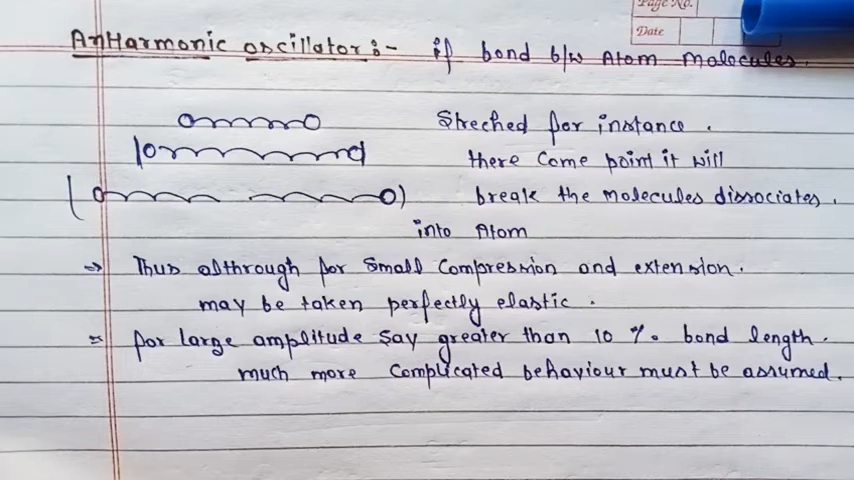 Page No.
Date
AnHarmonic oscillator :- if bond b/w Atom molecules.
Streched for instance.
there come point it will
break the molecules dissociates.
into Atom
→ Thus althrough for small compression and extension.
may be taken perfectly elastic.
= for large amplitude say greater than 10 % bond length.
much more complicated behaviour must be assumed.